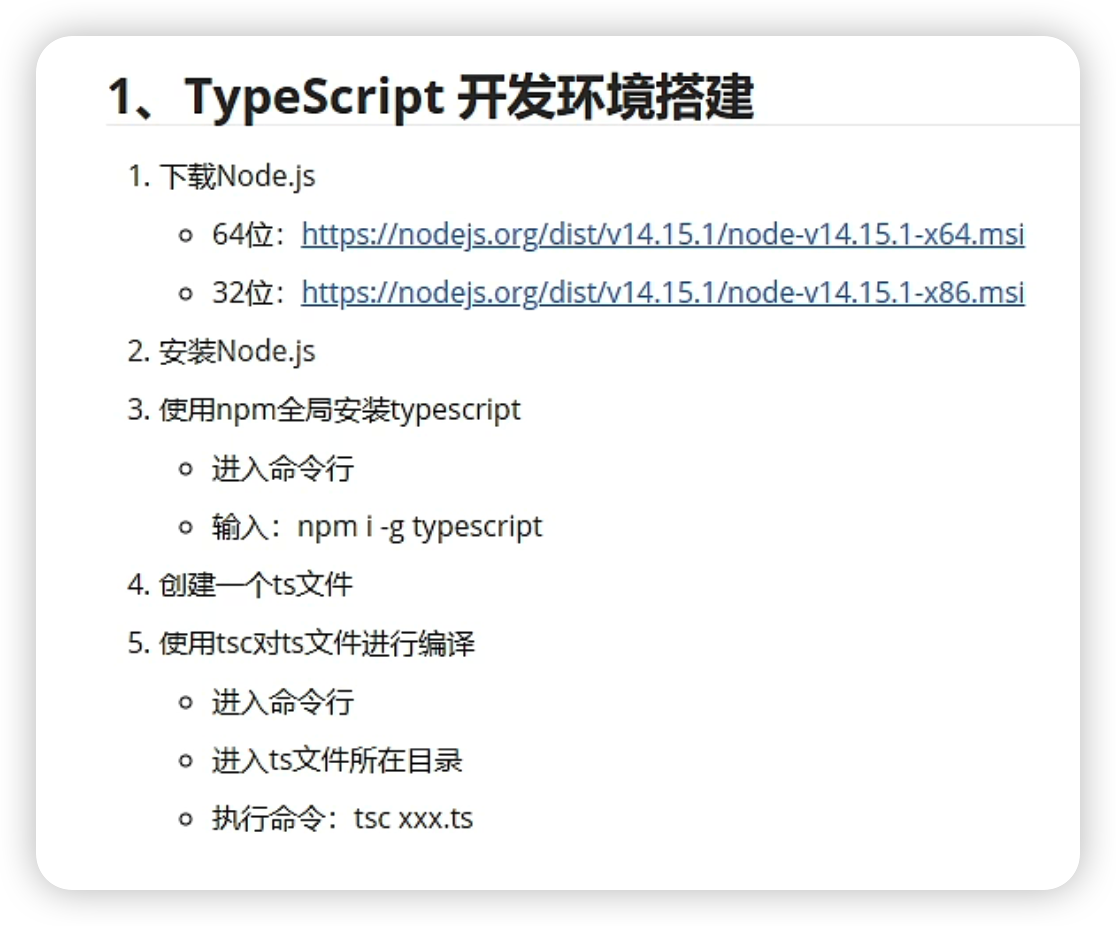 1、TypeScript 开发环境搭建
1. 下载Node.js
64位：https://nodejs.org/dist/v14.15.1/node-v14.15.1-x64.msi
32位：https://nodejs.org/dist/v14.15.1/node-v14.15.1-x86.msi
2. 安装Node.js
3. 使用npm全局安装typescript
进入命令行
输入：npm i -g typescript
4. 创建一个ts文件
5. 使用tsc对ts文件进行编译
进入命令行
进入ts文件所在目录
执行命令：tsc xxx.ts